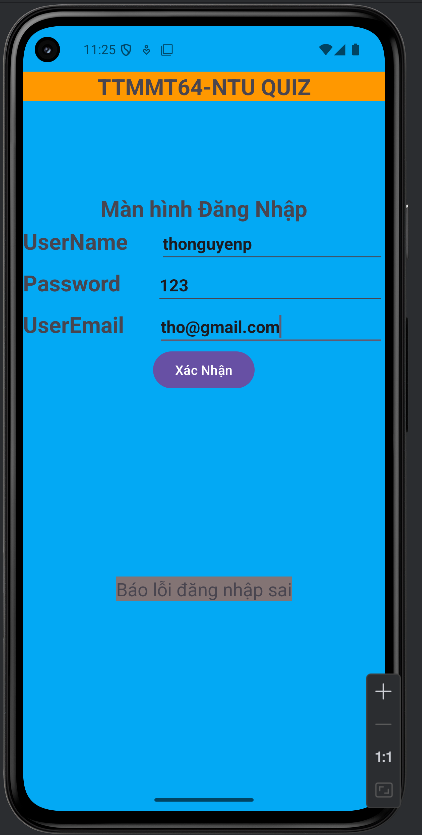 11:25
TTMMT64-NTU QUIZ
Màn hình Đăng Nhập
UserName thonguyenp
Password 123
UserEmail tho@gmail.com
Xác Nhận
Báo lỗi đăng nhập sai
1:1